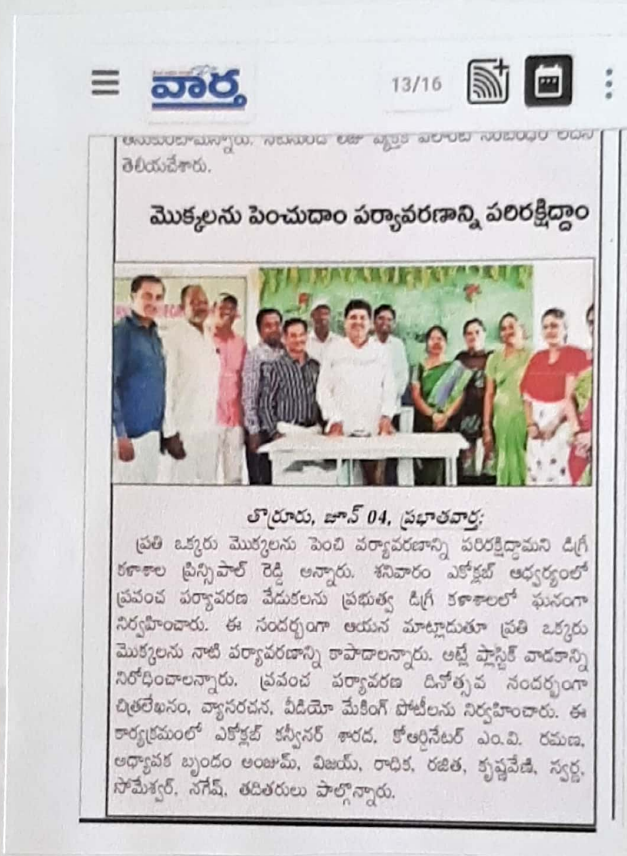 వార్త
13/16
తెలియచేశారు.
మొక్కలను పెంచుదాం పర్యావరణాన్ని పరిరక్షిద్దాం
తొర్రూరు, జూన్ 04, ప్రభాతవార్త:
ప్రతి ఒక్కరు మొక్కలను పెంచి పర్యావరణాన్ని పరిరక్షిద్దామని డిగ్రీ
కళాశాల ప్రిన్సిపాల్ రెడ్డి అన్నారు. శనివారం ఎకోక్లబ్ ఆధ్వర్యంలో
ప్రపంచ పర్యావరణ వేడుకలను ప్రభుత్వ డిగ్రీ కళాశాలలో ఘనంగా
నిర్వహించారు. ఈ సందర్భంగా ఆయన మాట్లాడుతూ ప్రతి ఒక్కరు
మొక్కలను నాటి పర్యావరణాన్ని కాపాడాలన్నారు. అట్లే ప్లాస్టిక్ వాడకాన్ని
నిరోధించాలన్నారు. ప్రపంచ పర్యావరణ దినోత్సవ సందర్భంగా
చిత్రలేఖనం, వ్యాసరచన, వీడియో మేకింగ్ పోటీలను నిర్వహించారు. ఈ
కార్యక్రమంలో ఎకోక్లబ్ కన్వీనర్ శారద, కోఆర్డినేటర్ ఎం.వి. రమణ,
అధ్యాపక బృందం అంజుమ్, విజయ్, రాధిక, రజిత, కృష్ణవేణి, స్వర్ణ,
సోమేశ్వర్, నగేష్, తదితరులు పాల్గొన్నారు.